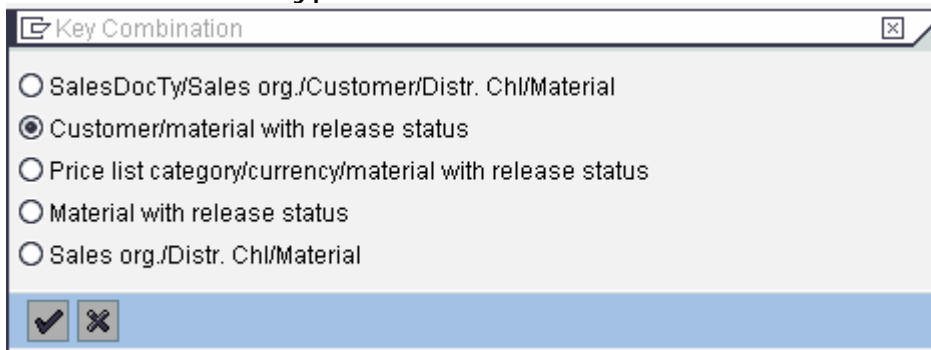 Key Combination
SalesDocTy/Sales org./Customer/Distr. Chl/Material
Customer/material with release status
Price list category/currency/material with release status
Material with release status
Sales org./Distr. Chl/Material